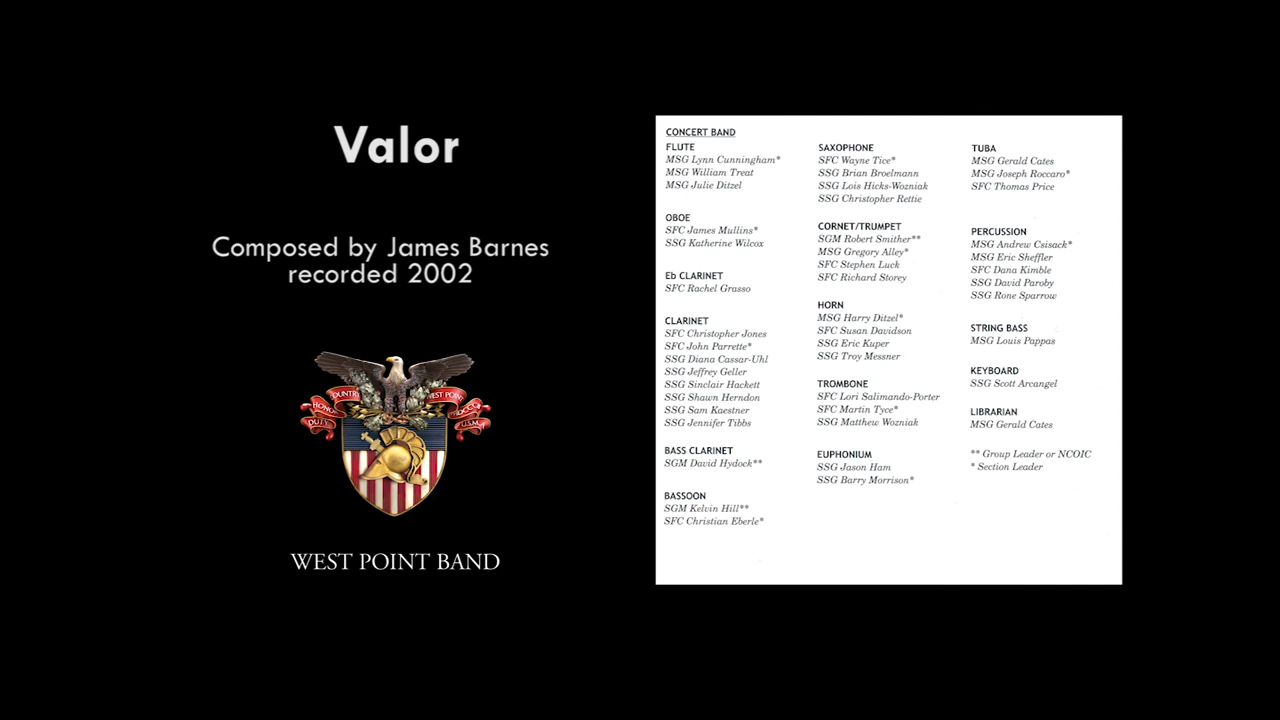 Valor
Composed by James Barnes
recorded 2002
HONOR
DUTY
COUNTRY
WEST POINT
MDCCCII
U.S.M.A.
WEST POINT BAND
CONCERT BAND
FLUTE
MSG Lynn Cunningham*
MSG William Treat
MSG Julie Ditzel
OBOE
SFC James Mullins*
SSG Katherine Wilcox
Eb CLARINET
SFC Rachel Grasso
CLARINET
SFC Christopher Jones
SFC John Parrette*
SSG Diana Cassar-Uhl
SSG Jeffrey Geller
SSG Sinclair Hackett
SSG Shawn Herndon
SSG Sam Kaestner
SSG Jennifer Tibbs
BASS CLARINET
SGM David Hydock**
BASSOON
SGM Kelvin Hill**
SFC Christian Eberle*
SAXOPHONE
SFC Wayne Tice*
SSG Brian Broelmann
SSG Lois Hicks-Wozniak
SSG Christopher Rettie
CORNET/TRUMPET
SGM Robert Smither**
MSG Gregory Alley*
SFC Stephen Luck
SFC Richard Storey
HORN
MSG Harry Ditzel*
SFC Susan Davidson
SSG Eric Kuper
SSG Troy Messner
TROMBONE
SFC Lori Salimando-Porter
SFC Martin Tyce*
SSG Matthew Wozniak
EUPHONIUM
SSG Jason Ham
SSG Barry Morrison*
TUBA
MSG Gerald Cates
MSG Joseph Roccaro*
SFC Thomas Price
PERCUSSION
MSG Andrew Csisack*
MSG Eric Sheffler
SFC Dana Kimble
SSG David Paroby
SSG Rone Sparrow
STRING BASS
MSG Louis Pappas
KEYBOARD
SSG Scott Arcangel
LIBRARIAN
MSG Gerald Cates
** Group Leader or NCOIC
* Section Leader